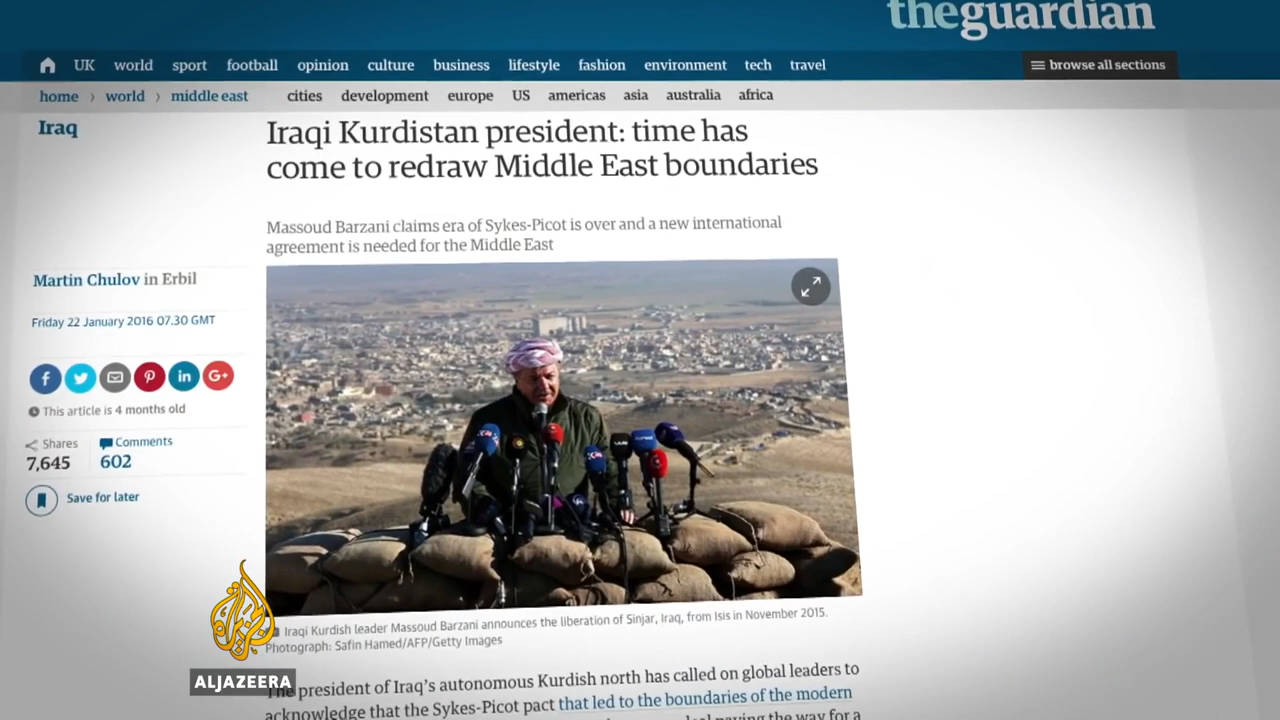 theguardian
UK world sport football opinion culture business lifestyle fashion environment tech travel browse all sections
home › world › middle east cities development europe US americas asia australia africa
Iraq
Iraqi Kurdistan president: time has
come to redraw Middle East boundaries
Massoud Barzani claims era of Sykes-Picot is over and a new international
agreement is needed for the Middle East
Martin Chulov in Erbil
Friday 22 January 2016 07.30 GMT
This article is 4 months old
Shares
7,645
Comments
602
Save for later
Iraqi Kurdish leader Massoud Barzani announces the liberation of Sinjar, Iraq, from Isis in November 2015.
Photograph: Safin Hamed/AFP/Getty Images
الجزيرة
ALJAZEERA
The president of Iraq's autonomous Kurdish north has called on global leaders to
acknowledge that the Sykes-Picot pact that led to the boundaries of the modern
paving the way for a